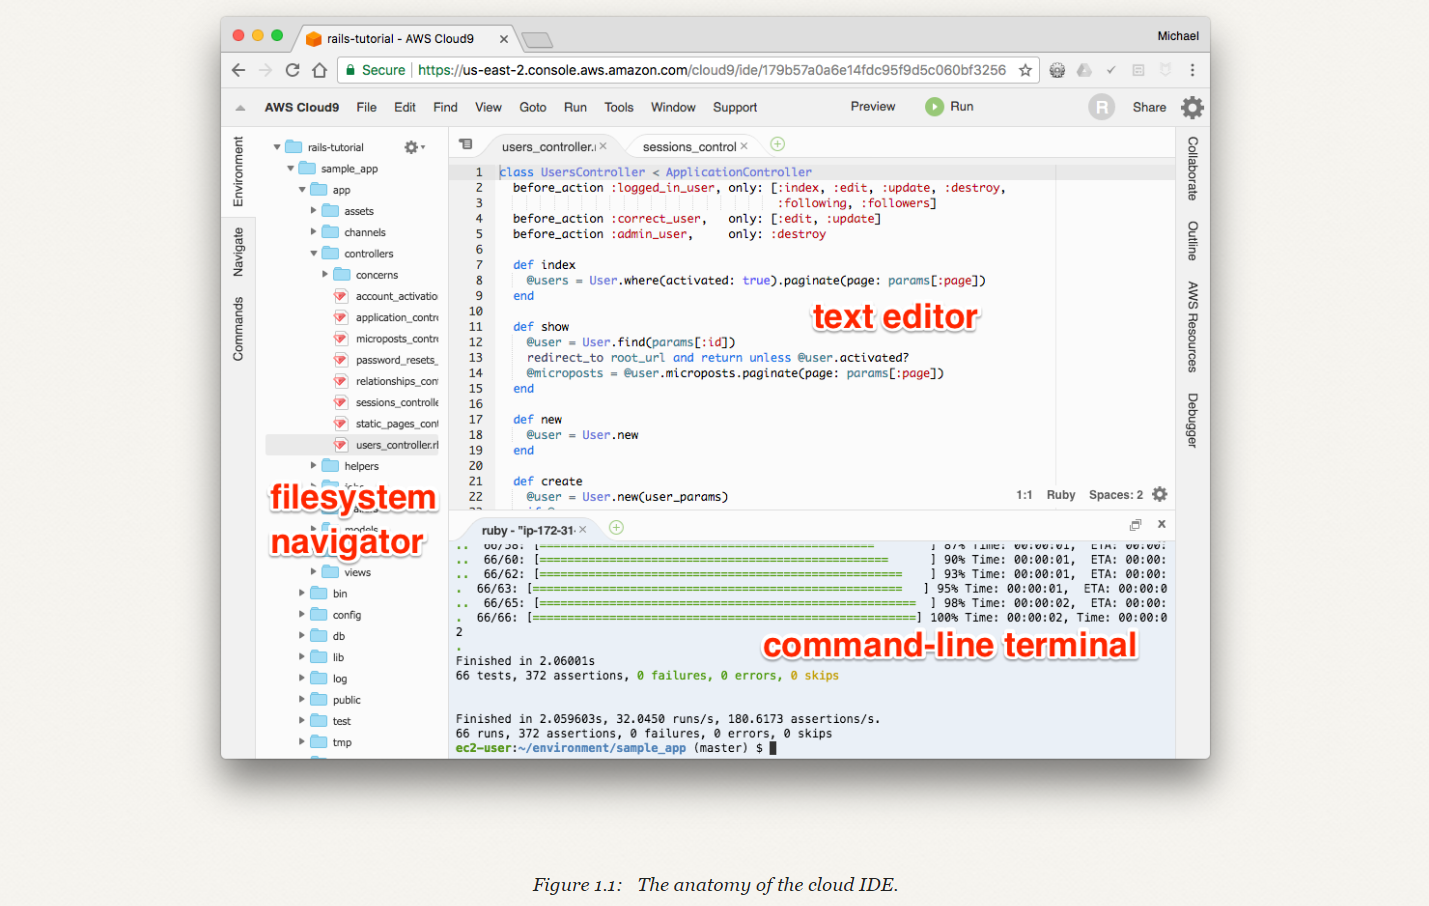 rails-tutorial - AWS Cloud9
Michael
Secure | https://us-east-2.console.aws.amazon.com/cloud9/ide/179b57a0a6e14fdc95f9d5c060bf3256
AWS Cloud9 File Edit Find View Goto Run Tools Window Support Preview Run R Share
Environment
Navigate
Commands
rails-tutorial
sample_app
app
assets
channels
controllers
concerns
account_activatio
application_contro
microposts_contro
password_resets_
relationships_con
sessions_controlle
static_pages_cont
users_controller.rl
helpers
models
views
bin
config
db
lib
log
public
test
tmp
filesystem
navigator
users_controller.r × sessions_control ×
1 class UsersController < ApplicationController
2 before_action :logged_in_user, only: [:index, :edit, :update, :destroy,
3 :following, :followers]
4 before_action :correct_user, only: [:edit, :update]
5 before_action :admin_user, only: :destroy
6
7 def index
8 @users = User.where(activated: true).paginate(page: params[:page])
9 end
10
11 def show
12 @user = User.find(params[:id])
13 redirect_to root_url and return unless @user.activated?
14 @microposts = @user.microposts.paginate(page: params[:page])
15 end
16
17 def new
18 @user = User.new
19 end
20
21 def create
22 @user = User.new(user_params)
text editor
1:1 Ruby Spaces: 2
Collaborate
Outline
AWS Resources
Debugger
ruby - "ip-172-31- ×
.. 66/58: [================================================ ] 87% Time: 00:00:01, ETA: 00:00:
.. 66/60: [================================================== ] 90% Time: 00:00:01, ETA: 00:00:
.. 66/62: [==================================================== ] 93% Time: 00:00:01, ETA: 00:00:
. 66/63: [===================================================== ] 95% Time: 00:00:01, ETA: 00:00:0
.. 66/65: [====================================================== ] 98% Time: 00:00:02, ETA: 00:00:
. 66/66: [=======================================================] 100% Time: 00:00:02, Time: 00:00:0
2
.
command-line terminal
Finished in 2.06001s
66 tests, 372 assertions, 0 failures, 0 errors, 0 skips
Finished in 2.059603s, 32.0450 runs/s, 180.6173 assertions/s.
66 runs, 372 assertions, 0 failures, 0 errors, 0 skips
ec2-user:~/environment/sample_app (master) $
Figure 1.1: The anatomy of the cloud IDE.